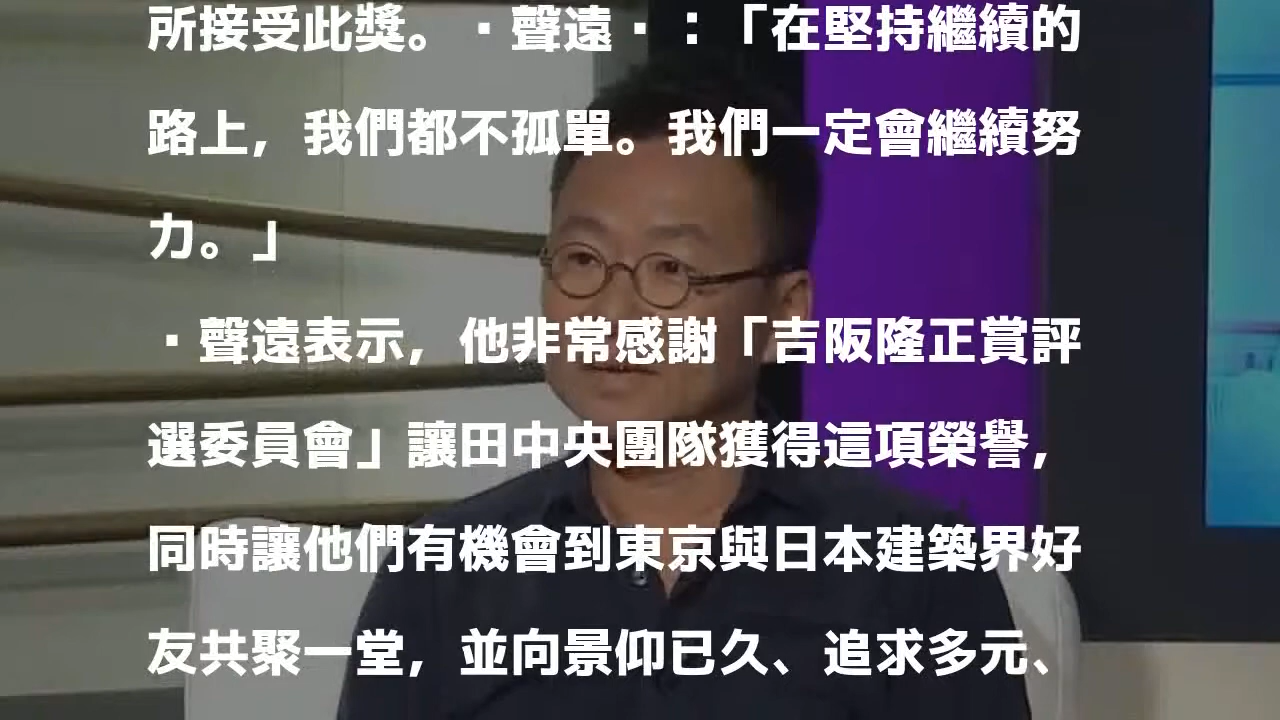 所接受此獎。▪聲遠▪：「在堅持繼續的
路上，我們都不孤單。我們一定會繼續努
力。」
▪聲遠表示，他非常感謝「吉阪隆正賞評
選委員會」讓田中央團隊獲得這項榮譽，
同時讓他們有機會到東京與日本建築界好
友共聚一堂，並向景仰已久、追求多元、